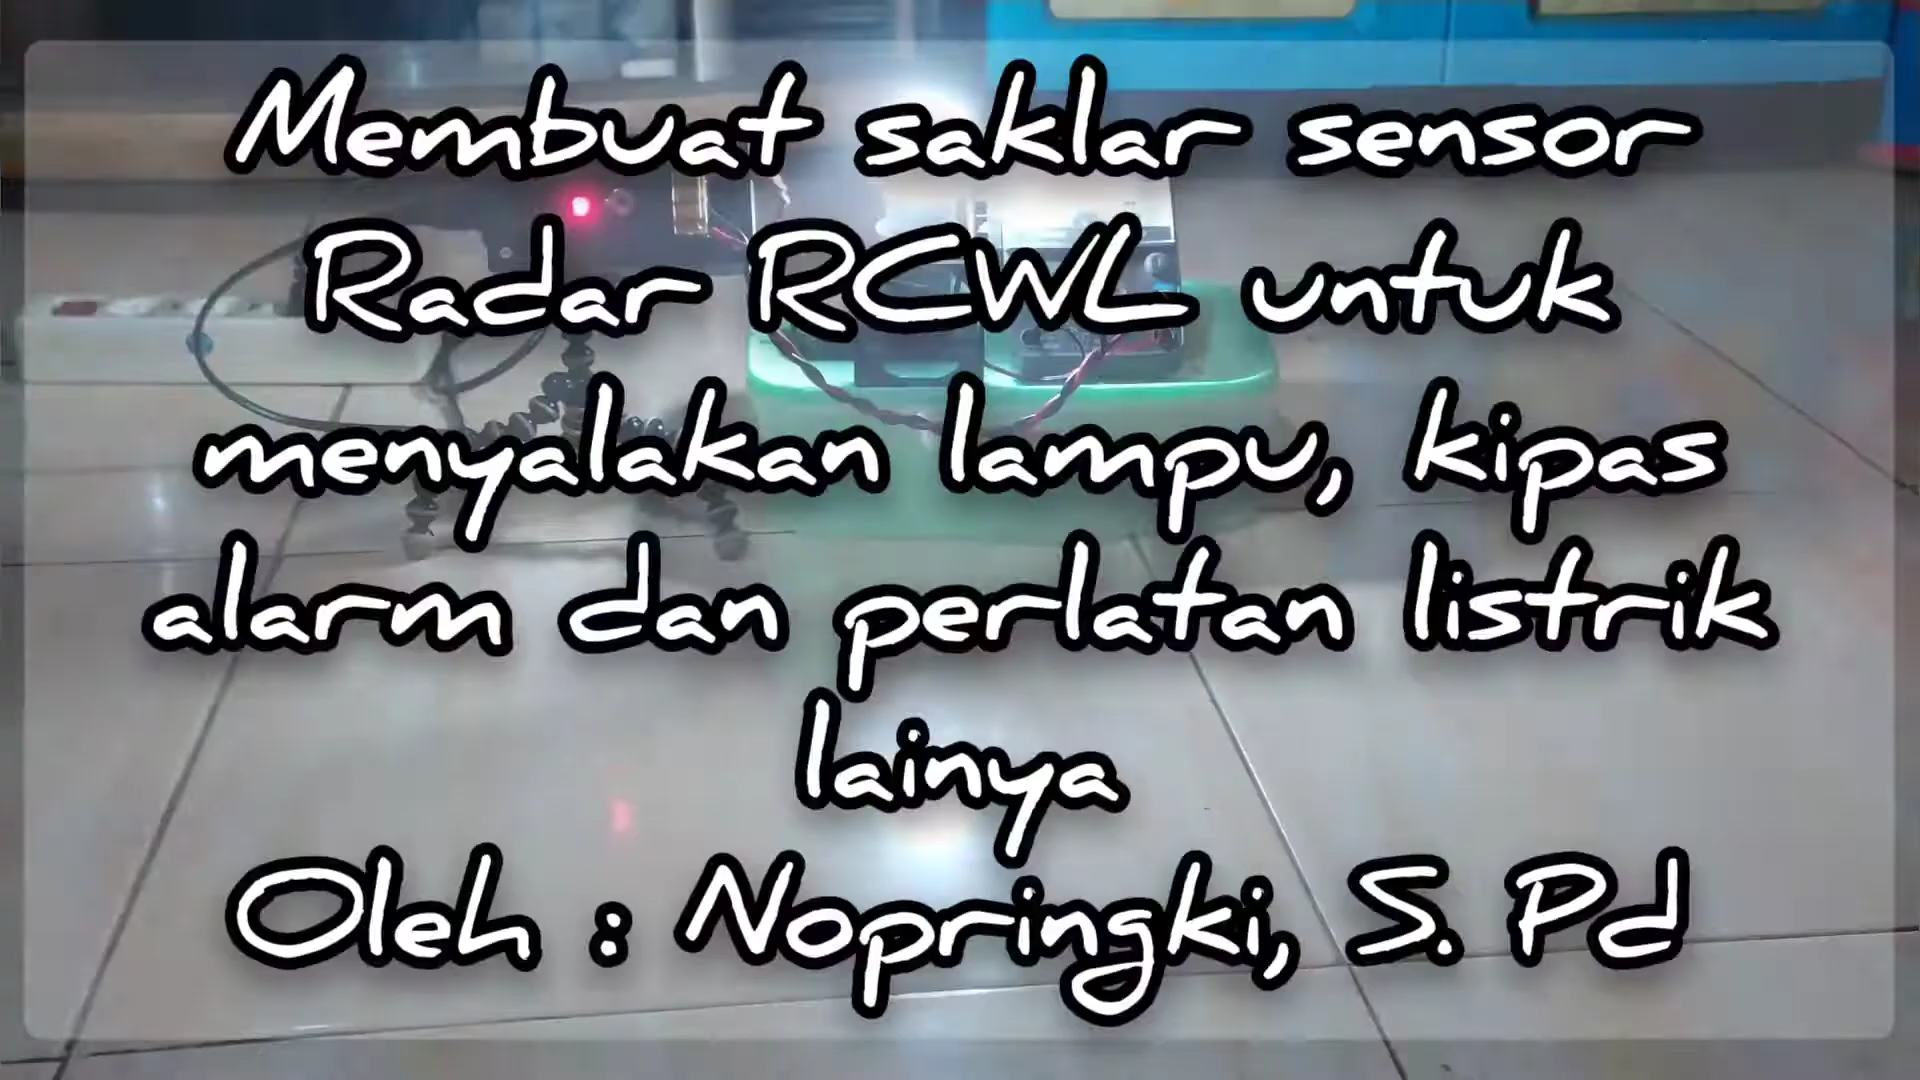 Membuat saklar sensor
Radar RCWL untuk
menyalakan lampu, kipas
alarm dan perlatan listrik
lainya
Oleh : Nopringki, S. Pd